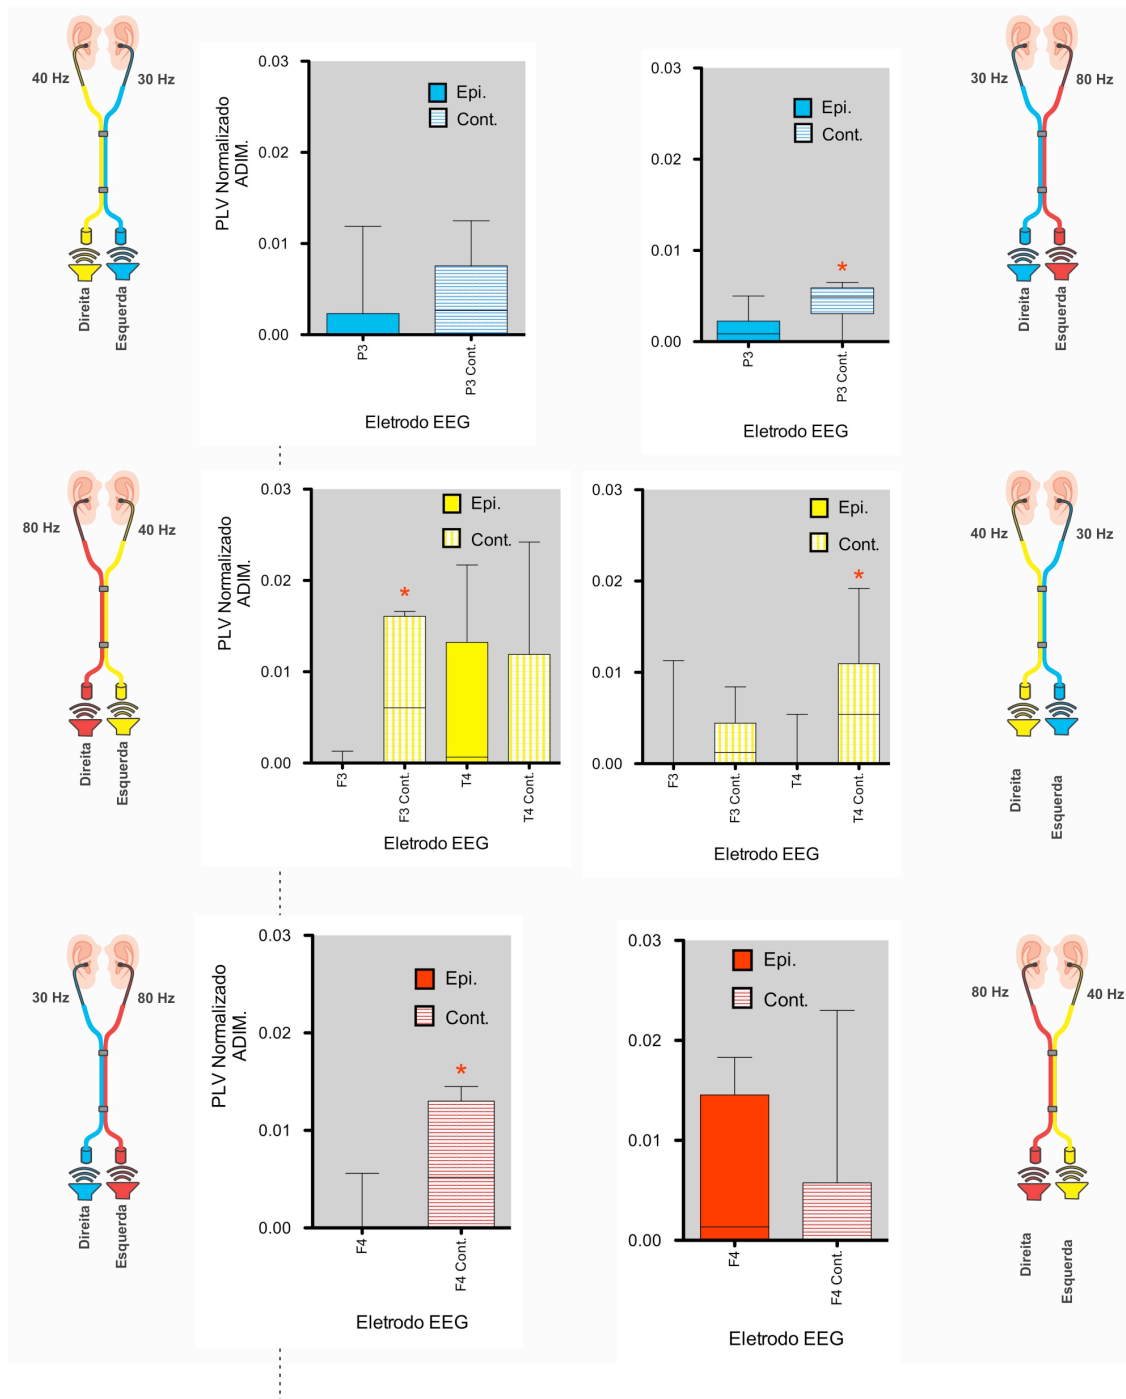 40 Hz
30 Hz
Direita
Esquerda
PLV Normalizado
ADIM.
0.03
0.02
0.01
0.00
Epi.
Cont.
P3
P3 Cont.
Eletrodo EEG
0.03
0.02
0.01
0.00
Epi.
Cont.
*
P3
P3 Cont.
Eletrodo EEG
30 Hz
80 Hz
Direita
Esquerda
80 Hz
40 Hz
Direita
Esquerda
PLV Normalizado
ADIM.
0.03
0.02
0.01
0.00
Epi.
Cont.
*
F3
F3 Cont.
T4
T4 Cont.
Eletrodo EEG
0.03
0.02
0.01
0.00
Epi.
Cont.
*
F3
F3 Cont.
T4
T4 Cont.
Eletrodo EEG
40 Hz
30 Hz
Direita
Esquerda
30 Hz
80 Hz
Direita
Esquerda
PLV Normalizado
ADIM.
0.03
0.02
0.01
0.00
Epi.
Cont.
*
F4
F4 Cont.
Eletrodo EEG
0.03
0.02
0.01
0.00
Epi.
Cont.
F4
F4 Cont.
Eletrodo EEG
80 Hz
40 Hz
Direita
Esquerda